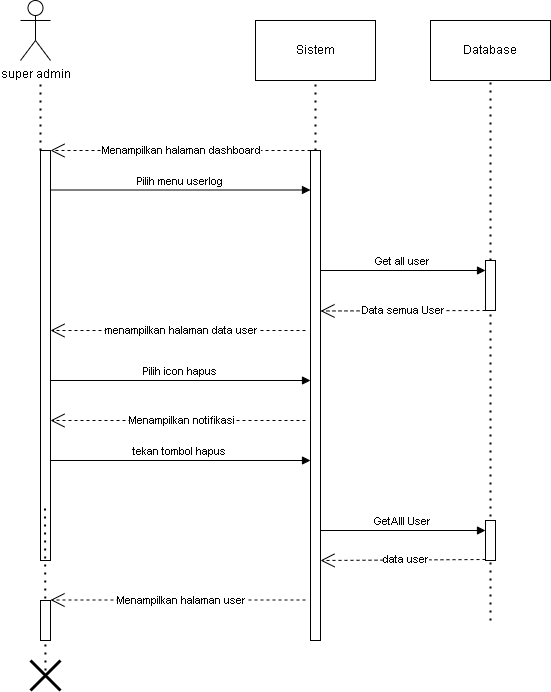 super admin
Sistem
Database
Menampilkan halaman dashboard
Pilih menu userlog
Get all user
Data semua User
menampilkan halaman data user
Pilih icon hapus
Menampilkan notifikasi
tekan tombol hapus
GetAlll User
data user
Menampilkan halaman user